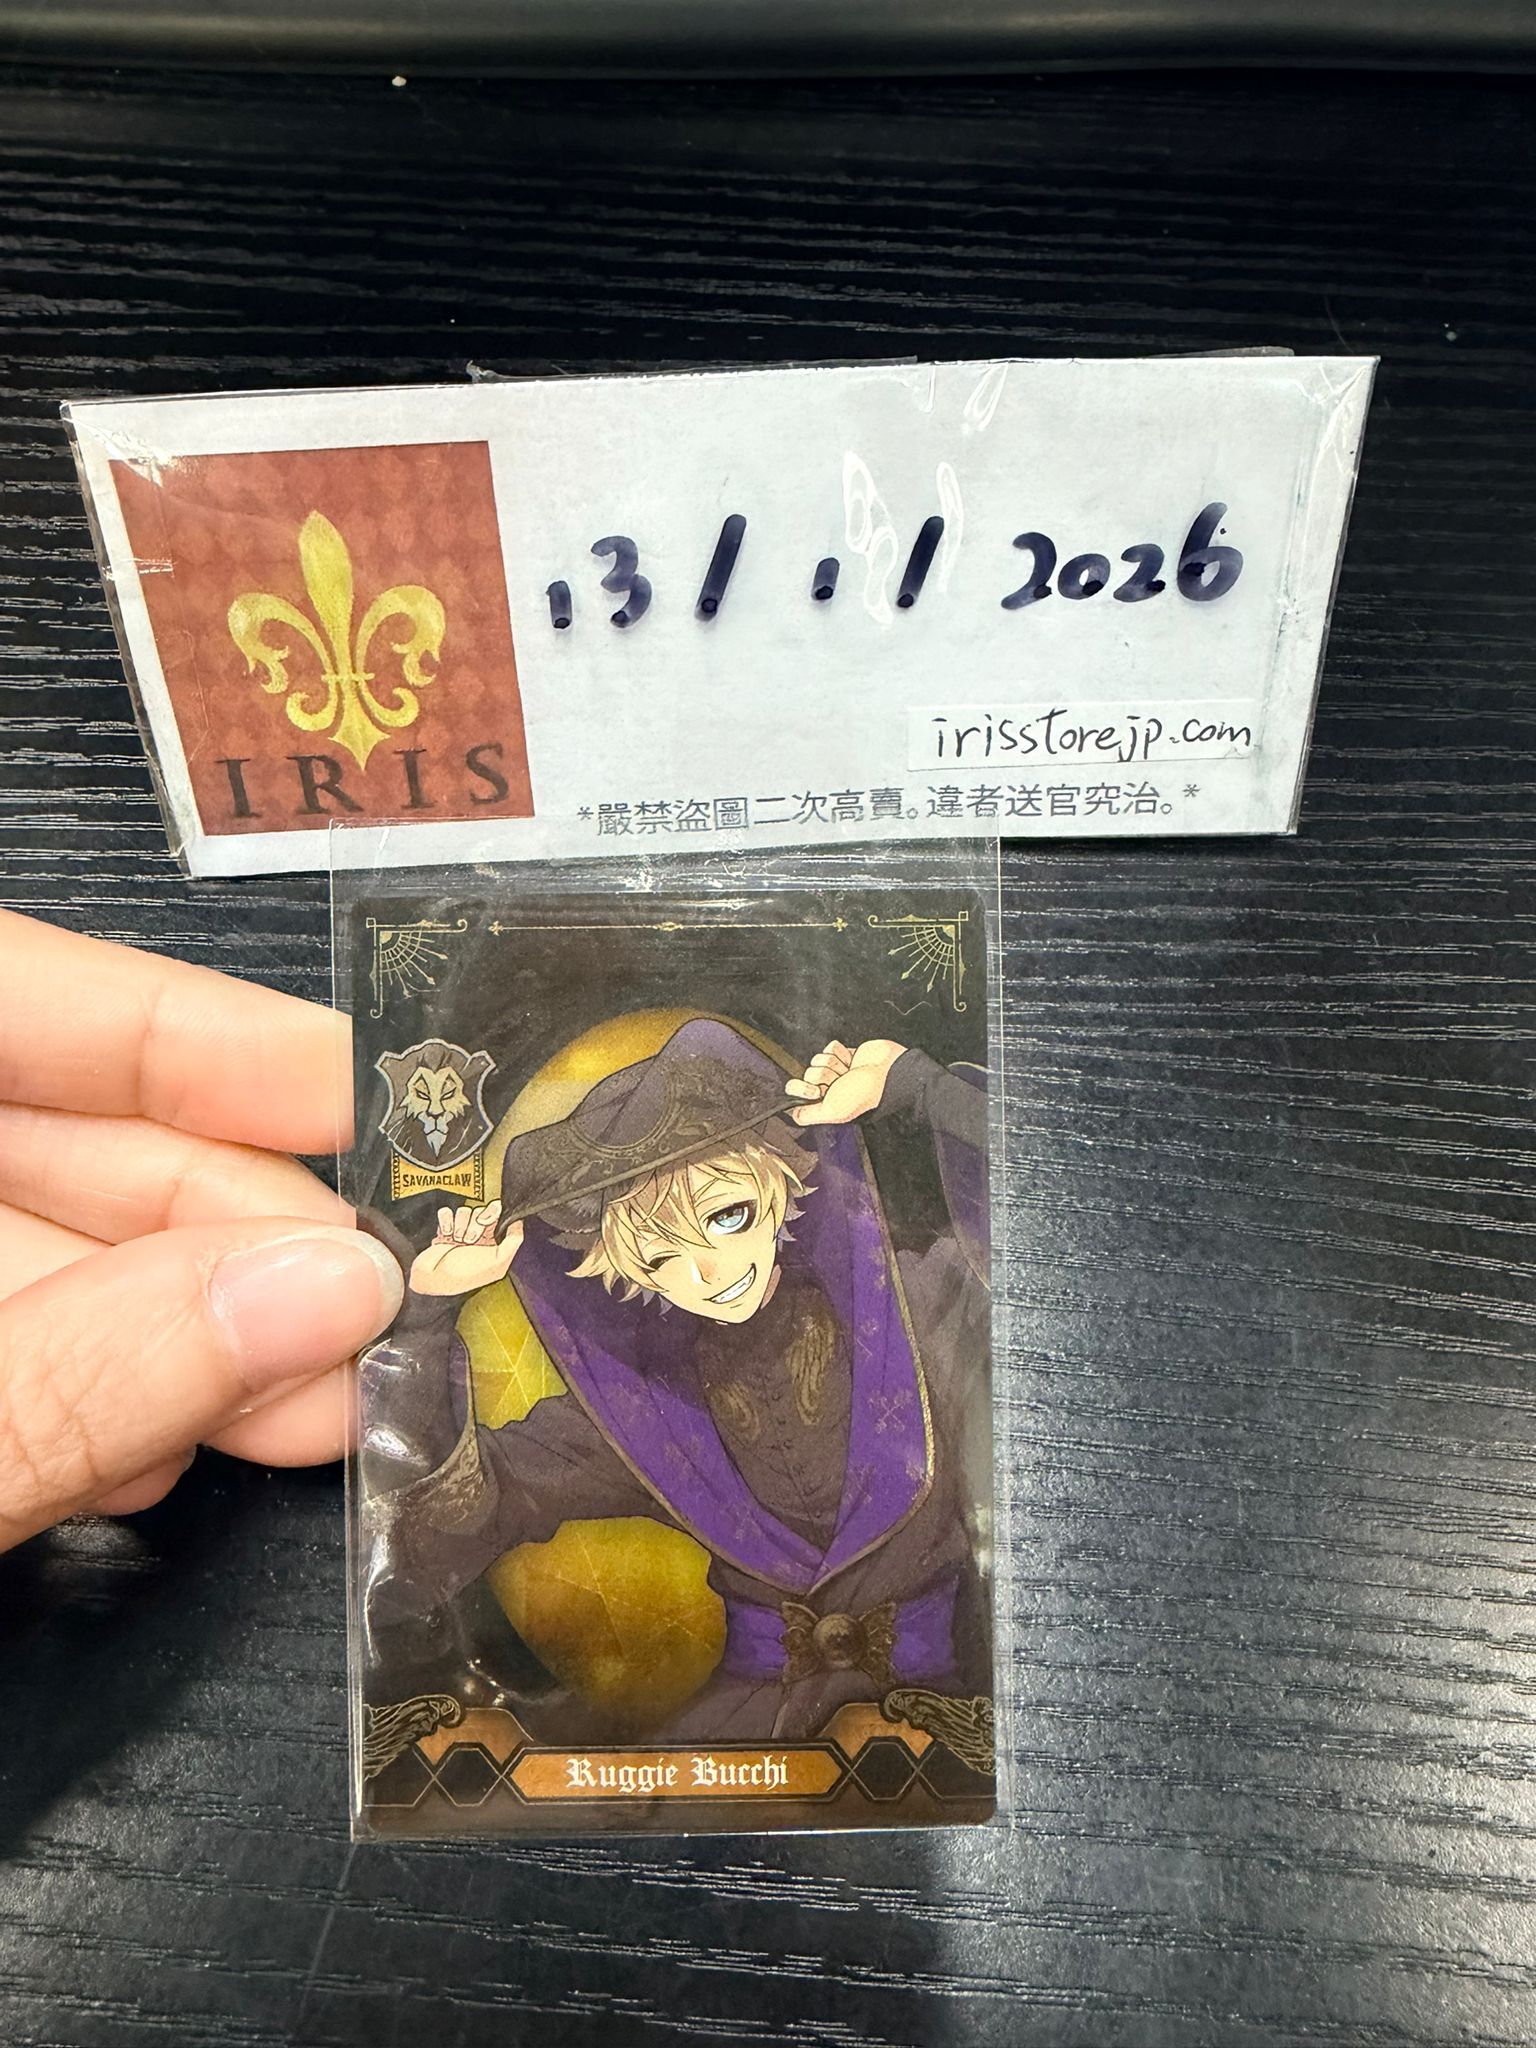 13/1/2026
IRIS
irisstorejp.com
*嚴禁盜圖二次高賣。違者送官究治。*
SAVANACLAW
Ruggie Bucchi